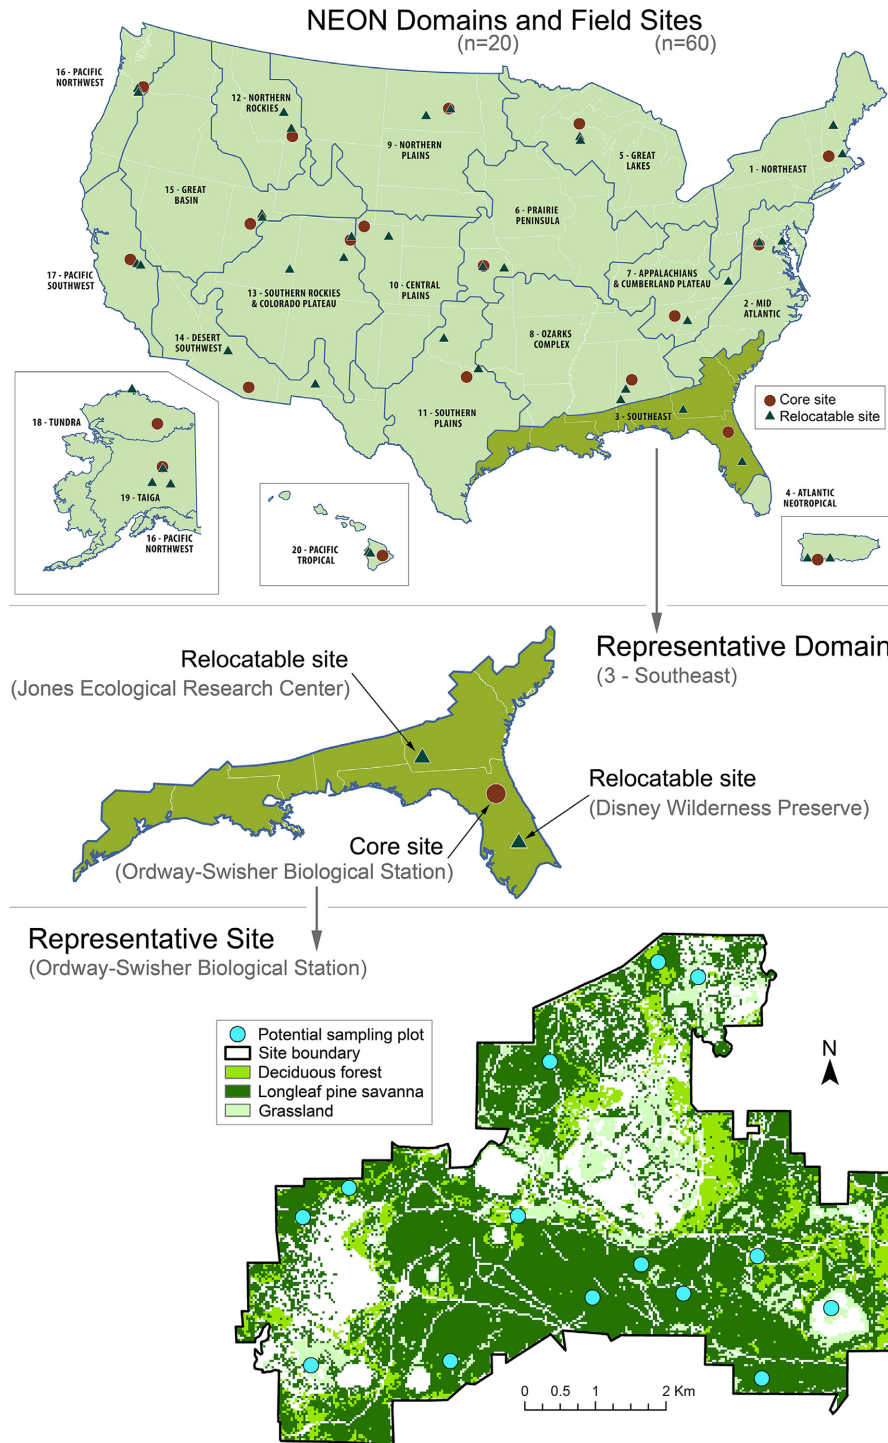 NEON Domains and Field Sites
(n=20) (n=60)
16 - PACIFIC
NORTHWEST
12 - NORTHERN
ROCKIES
9 - NORTHERN
PLAINS
5 - GREAT
LAKES
1 - NORTHEAST
15 - GREAT
BASIN
6 - PRAIRIE
PENINSULA
17 - PACIFIC
SOUTHWEST
13 - SOUTHERN ROCKIES
& COLORADO PLATEAU
10 - CENTRAL
PLAINS
7 - APPALACHIANS
& CUMBERLAND PLATEAU
2 - MID
ATLANTIC
14 - DESERT
SOUTHWEST
8 - OZARKS
COMPLEX
11 - SOUTHERN
PLAINS
3 - SOUTHEAST
Core site
Relocatable site
18 - TUNDRA
19 - TAIGA
16 - PACIFIC
NORTHWEST
20 - PACIFIC
TROPICAL
4 - ATLANTIC
NEOTROPICAL
Representative Domain
(3 - Southeast)
Relocatable site
(Jones Ecological Research Center)
Relocatable site
(Disney Wilderness Preserve)
Core site
(Ordway-Swisher Biological Station)
Representative Site
(Ordway-Swisher Biological Station)
Potential sampling plot
Site boundary
Deciduous forest
Longleaf pine savanna
Grassland
N
0 0.5 1 2 Km